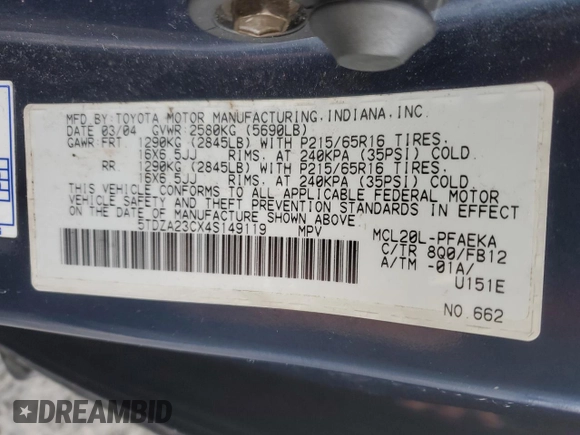 MFD.BY:TOYOTA MOTOR MANUFACTURING,INDIANA,INC.
DATE 03/04 GVWR 2580KG (5690LB)
GAWR FRT. 1290KG (2845LB) WITH P215/65R16 TIRES.
16X6.5JJ RIMS, AT 240KPA (35PSI) COLD.
RR. 1290KG (2845LB) WITH P215/65R16 TIRES.
16X6.5JJ RIMS, AT 240KPA (35PSI) COLD.
THIS VEHICLE CONFORMS TO ALL APPLICABLE FEDERAL MOTOR
VEHICLE SAFETY AND THEFT PREVENTION STANDARDS IN EFFECT
ON THE DATE OF MANUFACTURE SHOWN ABOVE.
5TDZA23CX4S149119 MPV
MCL20L-PFAEKA
C/TR 8Q0/FB12
A/TM -01A/
U151E
NO.662
DREAMBID